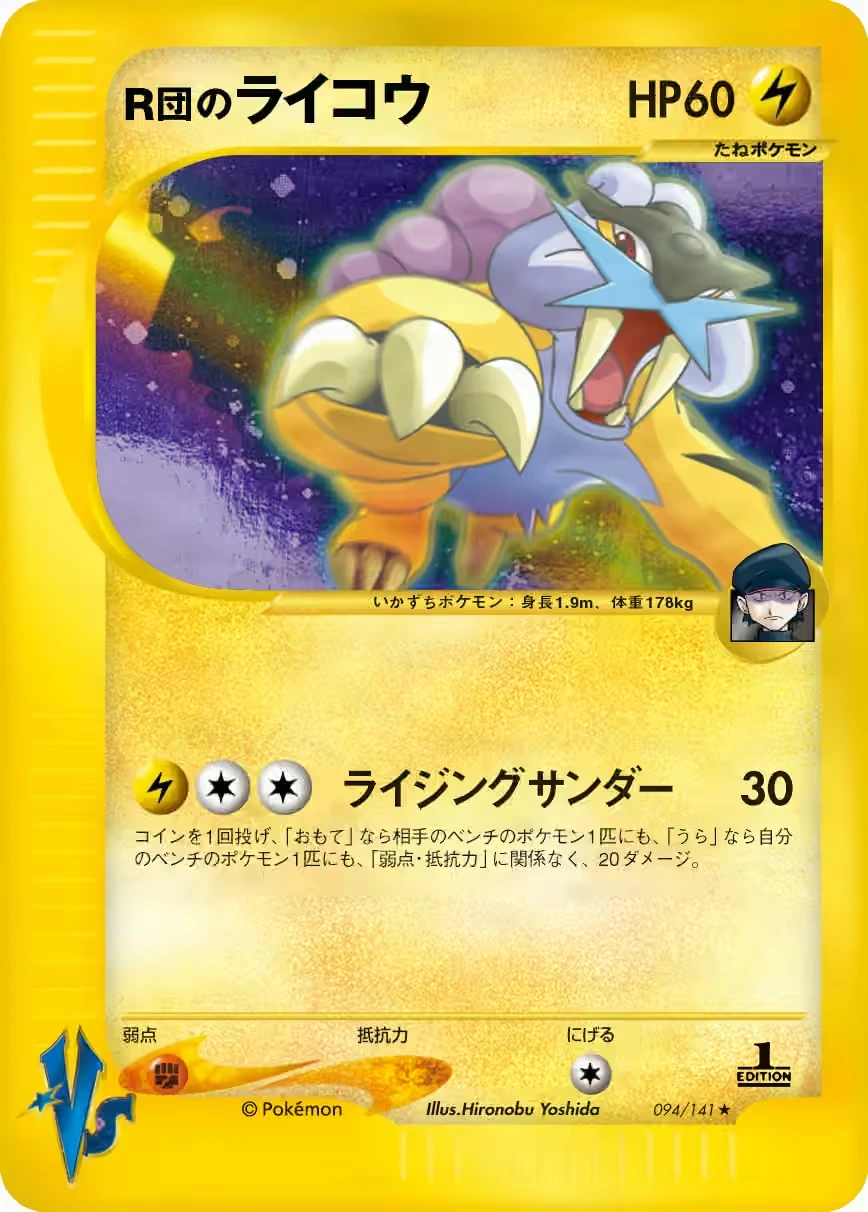 R団のライコウ HP60
たねポケモン
いかずちポケモン：身長1.9m、体重178kg
ライジングサンダー 30
コインを1回投げ、「おもて」なら相手のベンチのポケモン1匹にも、「うら」なら自分
のベンチのポケモン1匹にも、「弱点・抵抗力」に関係なく、20ダメージ。
弱点 抵抗力 にげる
1
EDITION
© Pokémon Illus.Hironobu Yoshida 094/141★
VS